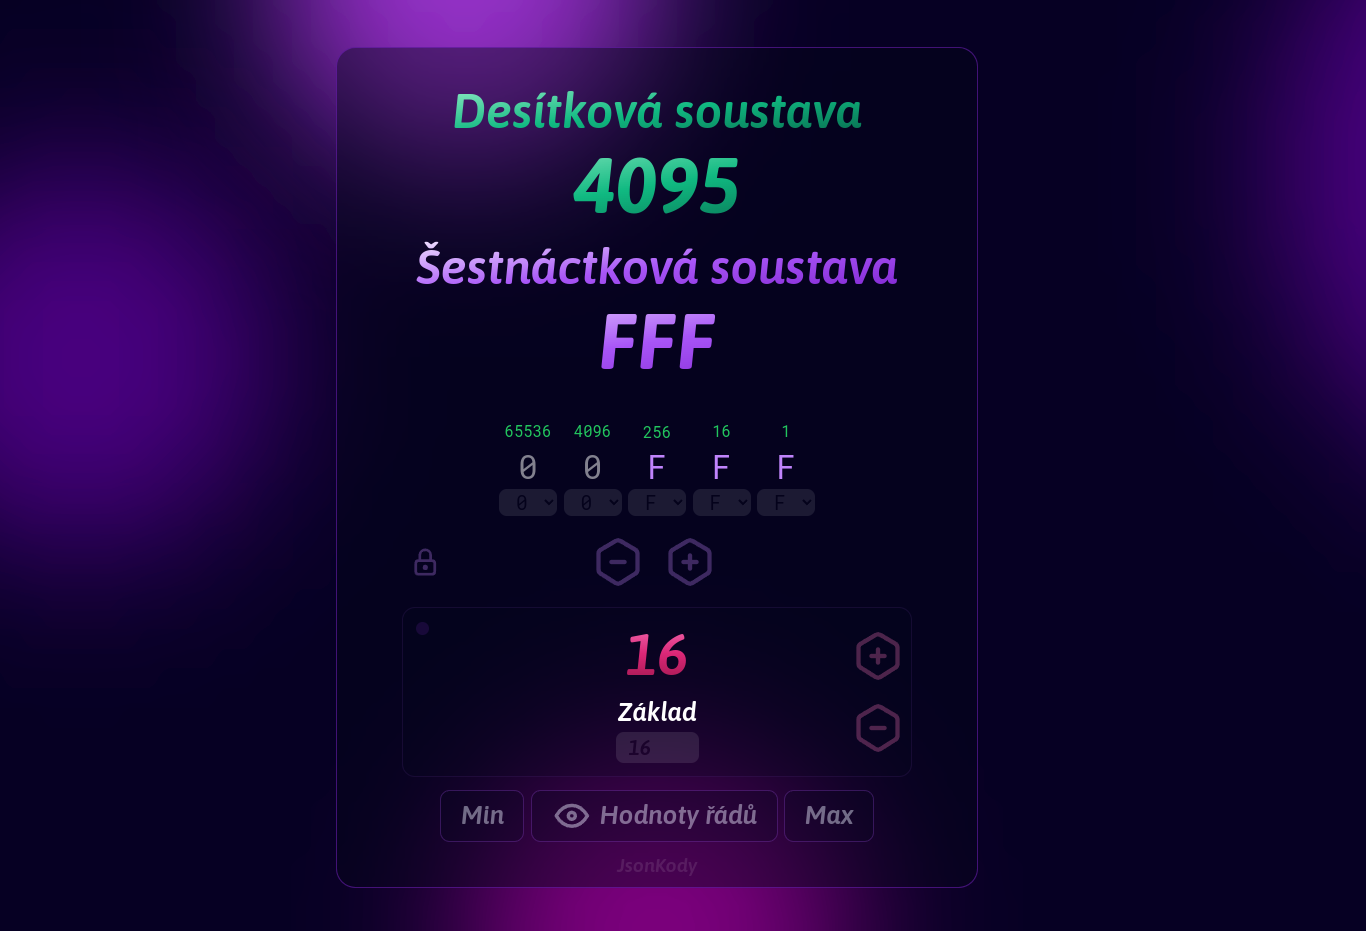 Desítková soustava
4095
Šestnáctková soustava
FFF
65536 4096 256 16 1
0 0 F F F
0 0 F F F
16
Základ
16
Min Hodnoty řádů Max
JsonKody